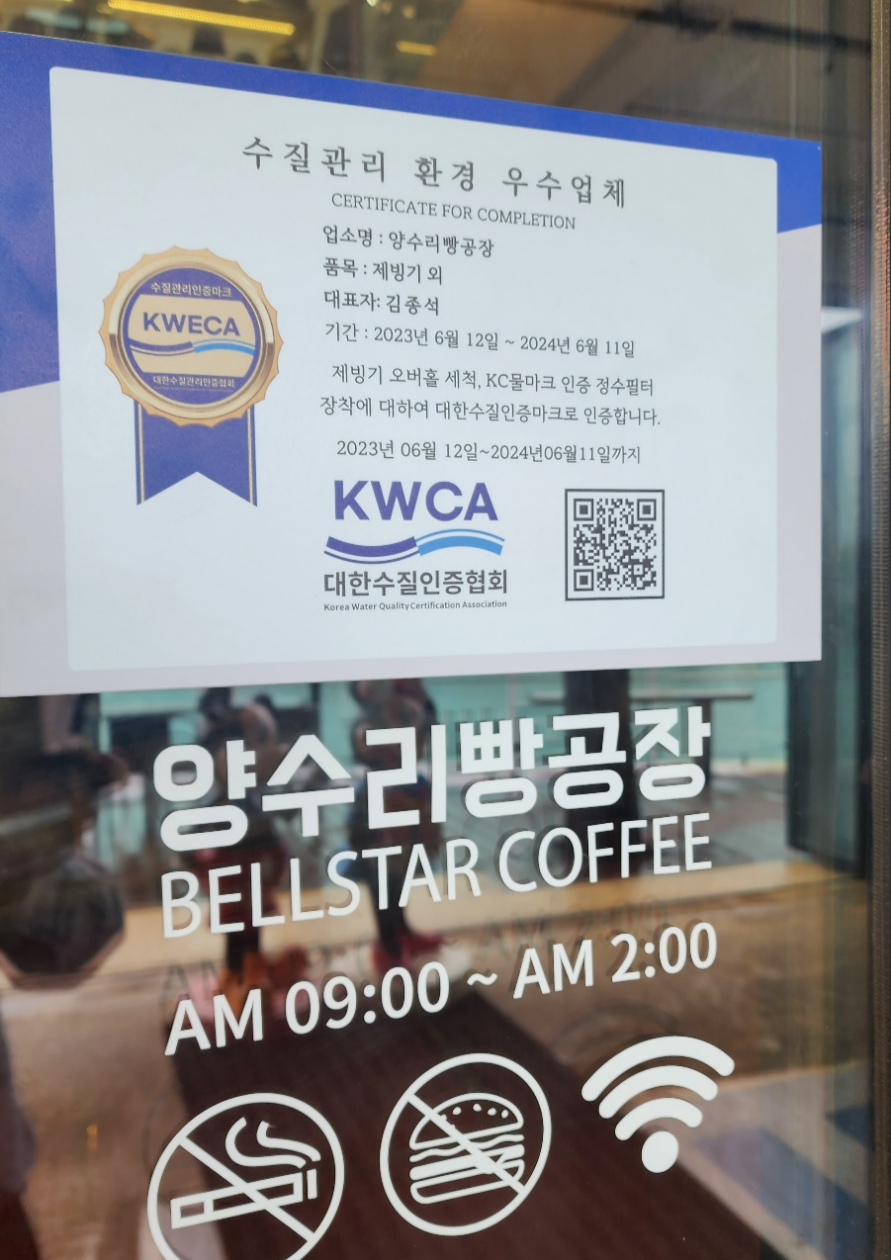 수질관리 환경 우수업체
CERTIFICATE FOR COMPLETION
업소명 : 양수리빵공장
품목 : 제빙기 외
대표자: 김종석
기간 : 2023년 6월 12일 ~ 2024년 6월 11일
수질관리인증마크
KWECA
대한수질관리인증협회
제빙기 오버홀 세척, KC물마크 인증 정수필터
장착에 대하여 대한수질인증마크로 인증합니다.
2023년 06월 12일~2024년06월11일까지
KWCA
대한수질인증협회
Korea Water Quality Certification Association
양수리빵공장
BELLSTAR COFFEE
AM 09:00 ~ AM 2:00